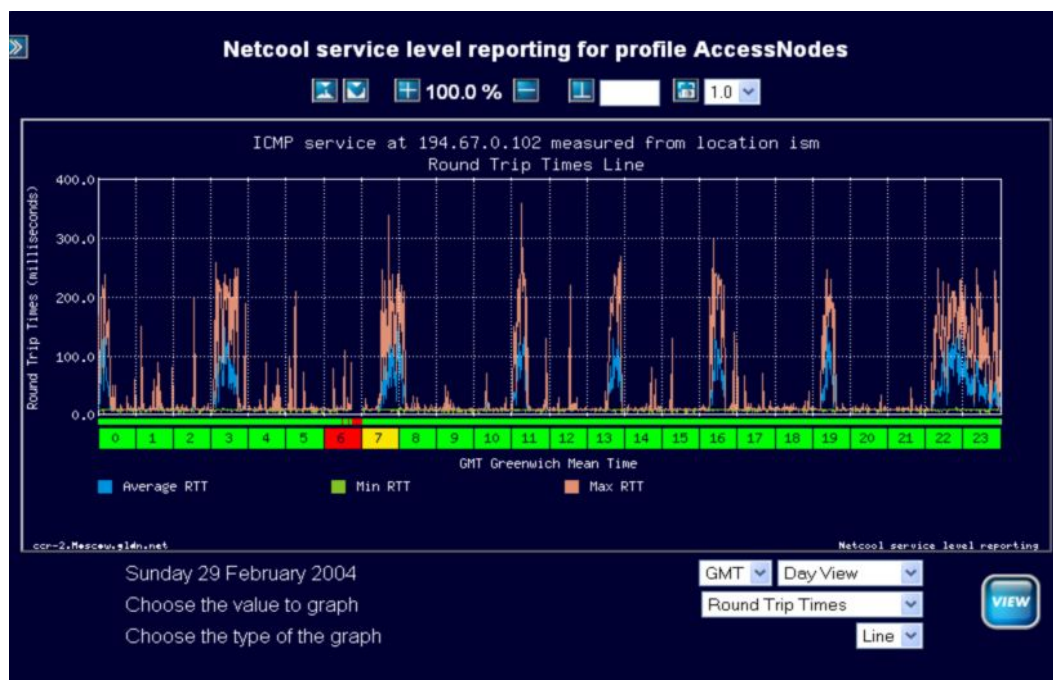 Netcool service level reporting for profile AccessNodes
100.0 %
1.0
ICMP service at 194.67.0.102 measured from location ism
Round Trip Times Line
Round Trip Times (milliseconds)
400.0
300.0
200.0
100.0
0.0
0 1 2 3 4 5 6 7 8 9 10 11 12 13 14 15 16 17 18 19 20 21 22 23
GMT Greenwich Mean Time
Average RTT Min RTT Max RTT
ccr-2.Moscow.gldn.net Netcool service level reporting
Sunday 29 February 2004 GMT Day View
Choose the value to graph Round Trip Times
VIEW
Choose the type of the graph Line